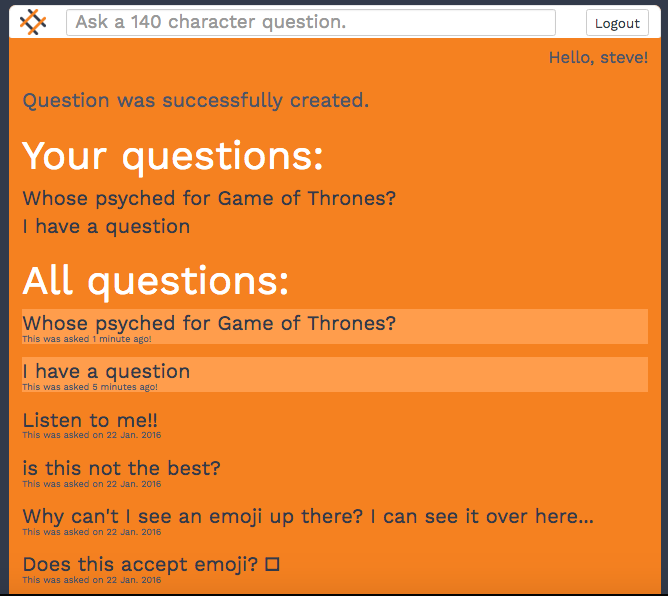 Ask a 140 character question.
Logout
Hello, steve!
Question was successfully created.
Your questions:
Whose psyched for Game of Thrones?
I have a question
All questions:
Whose psyched for Game of Thrones?
This was asked 1 minute ago!
I have a question
This was asked 5 minutes ago!
Listen to me!!
This was asked on 22 Jan. 2016
is this not the best?
This was asked on 22 Jan. 2016
Why can't I see an emoji up there? I can see it over here...
This was asked on 22 Jan. 2016
Does this accept emoji? □
This was asked on 22 Jan. 2016